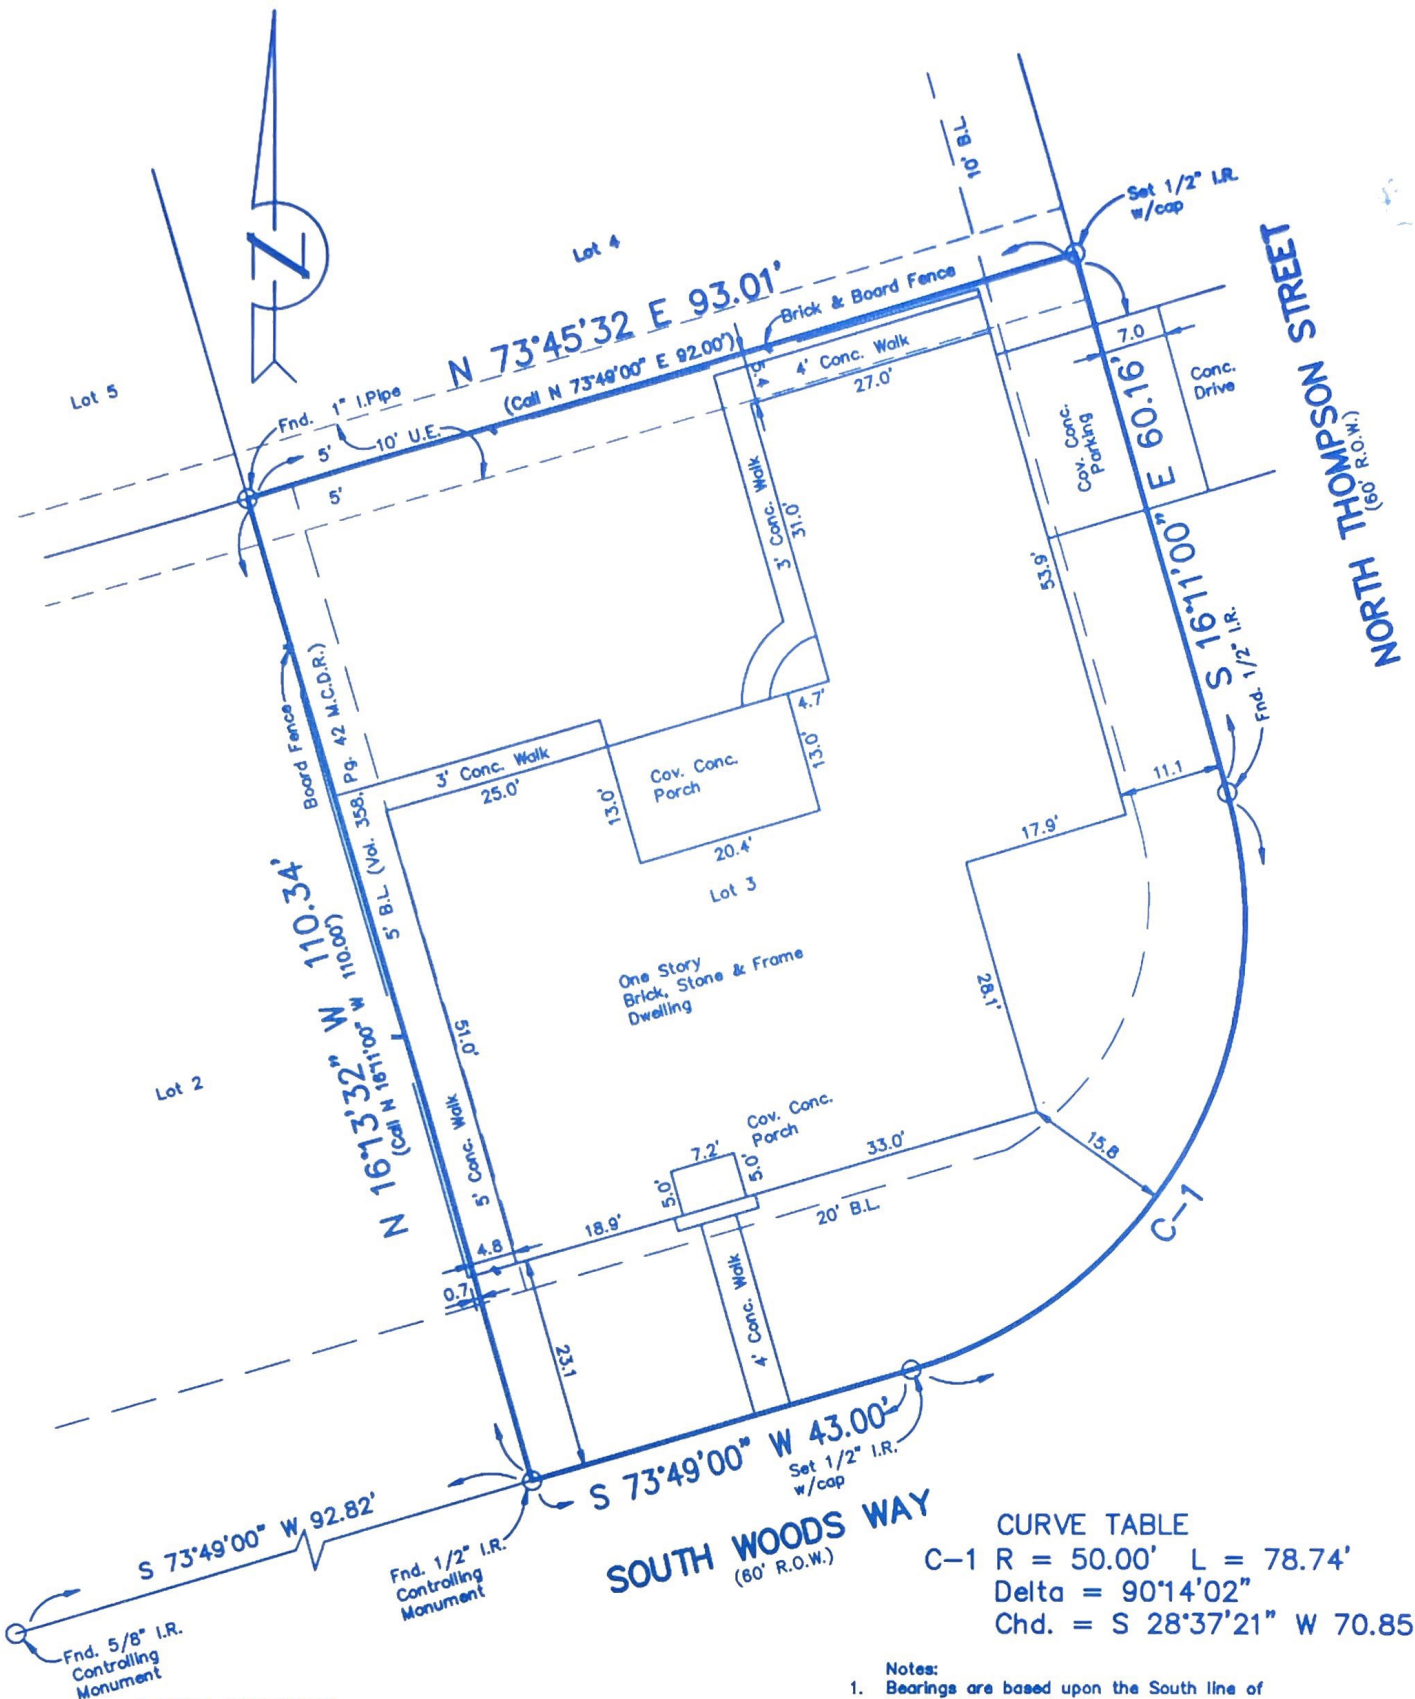 N
10' B.L.
Set 1/2" I.R.
w/cap
Lot 4
NORTH THOMPSON STREET
(60' R.O.W.)
N 73°45'32 E 93.01'
(Call N 73°49'00" E 92.00')
Brick & Board Fence
4' Conc. Walk
27.0'
5.4
7.0
Conc.
Drive
Lot 5
Fnd. 1" I.Pipe
5'
10' U.E.
5'
Cov. Conc.
Parking
S 16°11'00" E 60.16'
3' Conc. Walk
31.0'
53.9'
Fnd. 1/2" I.R.
Board Fence
5' B.L. (Vol. 358, Pg. 42 M.C.D.R.)
3' Conc. Walk
25.0'
13.0'
Cov. Conc.
Porch
4.7'
13.0'
20.4'
11.1
17.9'
Lot 3
N 16°13'32" W 110.34'
(Call N 16°11'00" W 110.00')
One Story
Brick, Stone & Frame
Dwelling
28.1'
51.0'
Lot 2
5' Conc. Walk
Cov. Conc.
Porch
7.2'
5.0'
5.0'
33.0'
15.8
C-1
18.9'
20' B.L.
4.8
0.7
23.1
4' Conc. Walk
S 73°49'00" W 43.00'
Set 1/2" I.R.
w/cap
S 73°49'00" W 92.82'
Fnd. 1/2" I.R.
Controlling
Monument
SOUTH WOODS WAY
(60' R.O.W.)
Fnd. 5/8" I.R.
Controlling
Monument
CURVE TABLE
C-1 R = 50.00' L = 78.74'
Delta = 90°14'02"
Chd. = S 28°37'21" W 70.85
Notes:
1. Bearings are based upon the South line of